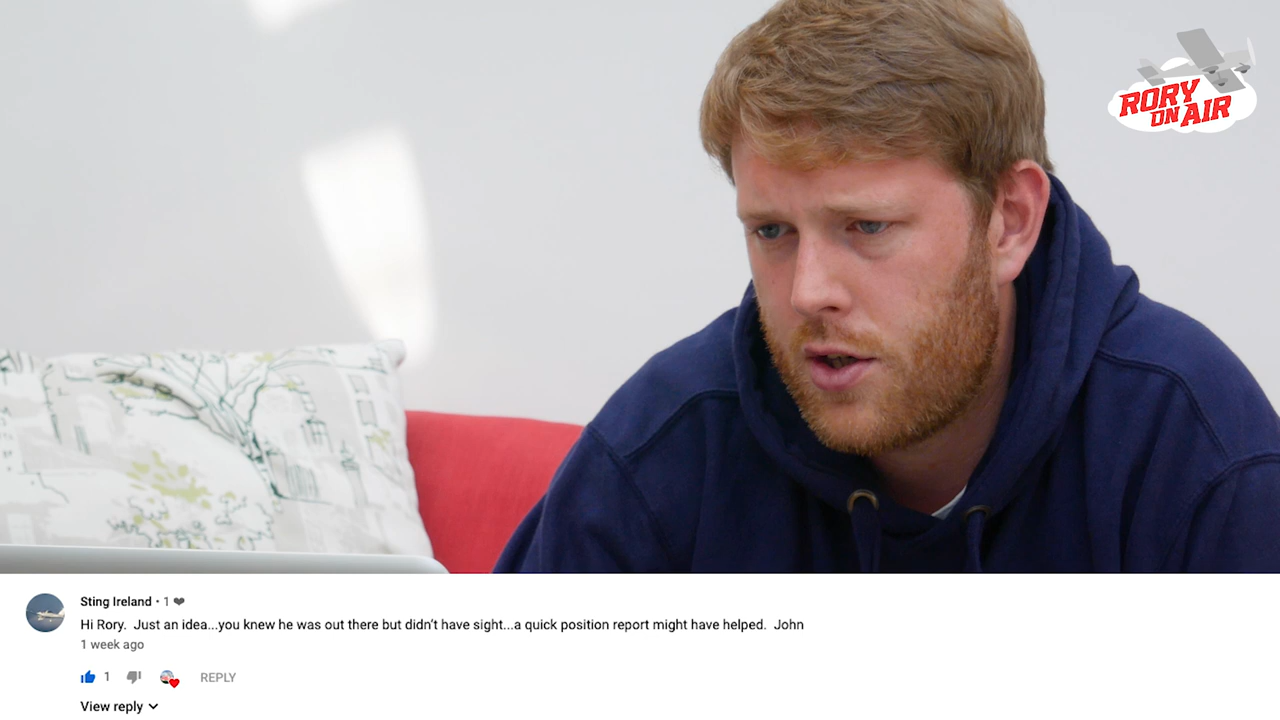 RORY
ON AIR
Sting Ireland • 1 ❤
Hi Rory.  Just an idea...you knew he was out there but didn't have sight...a quick position report might have helped.  John
1 week ago
1
REPLY
View reply